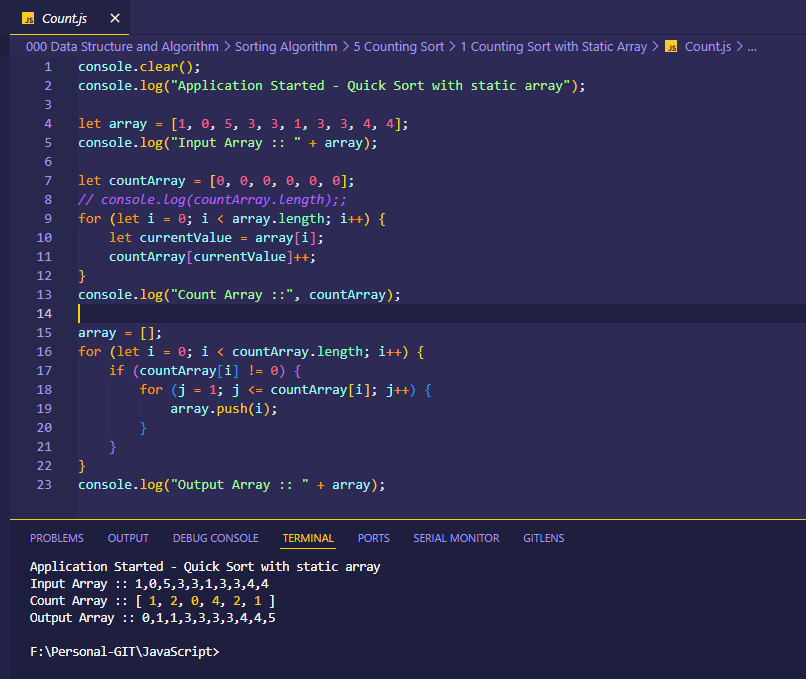 JS Count.js ×
000 Data Structure and Algorithm > Sorting Algorithm > 5 Counting Sort > 1 Counting Sort with Static Array > JS Count.js > ...
1 console.clear();
2 console.log("Application Started - Quick Sort with static array");
3
4 let array = [1, 0, 5, 3, 3, 1, 3, 3, 4, 4];
5 console.log("Input Array :: " + array);
6
7 let countArray = [0, 0, 0, 0, 0, 0];
8 // console.log(countArray.length);;
9 for (let i = 0; i < array.length; i++) {
10     let currentValue = array[i];
11     countArray[currentValue]++;
12 }
13 console.log("Count Array ::", countArray);
14
15 array = [];
16 for (let i = 0; i < countArray.length; i++) {
17     if (countArray[i] != 0) {
18         for (j = 1; j <= countArray[i]; j++) {
19             array.push(i);
20         }
21     }
22 }
23 console.log("Output Array :: " + array);
PROBLEMS OUTPUT DEBUG CONSOLE TERMINAL PORTS SERIAL MONITOR GITLENS
Application Started - Quick Sort with static array
Input Array :: 1,0,5,3,3,1,3,3,4,4
Count Array :: [ 1, 2, 0, 4, 2, 1 ]
Output Array :: 0,1,1,3,3,3,3,4,4,5
F:\Personal-GIT\JavaScript>